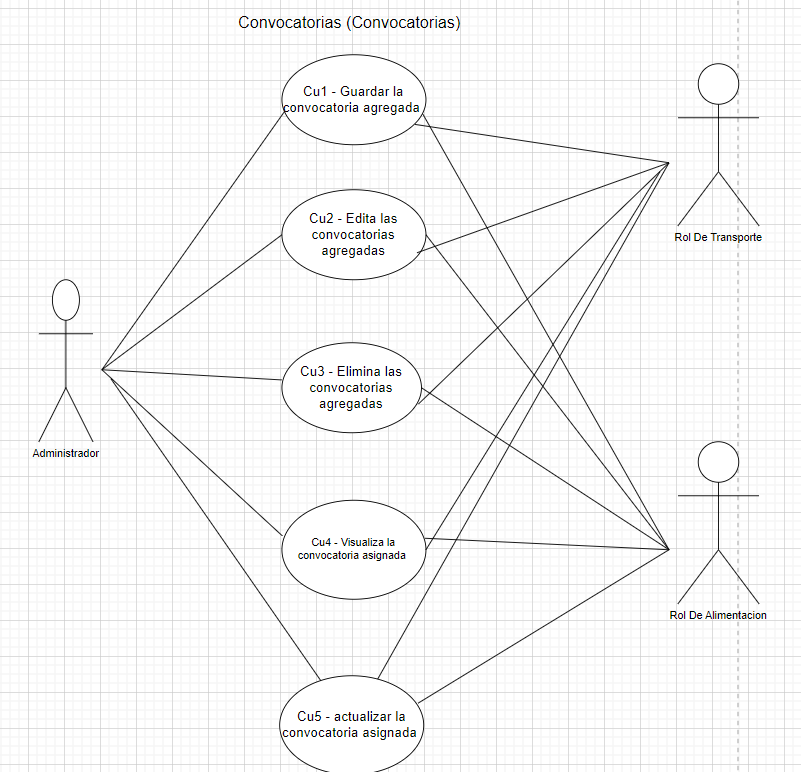 Convocatorias (Convocatorias)
Cu1 - Guardar la
convocatoria agregada
Rol De Transporte
Cu2 - Edita las
convocatorias
agregadas
Administrador
Cu3 - Elimina las
convocatorias
agregadas
Cu4 - Visualiza la
convocatoria asignada
Rol De Alimentacion
Cu5 - actualizar la
convocatoria asignada